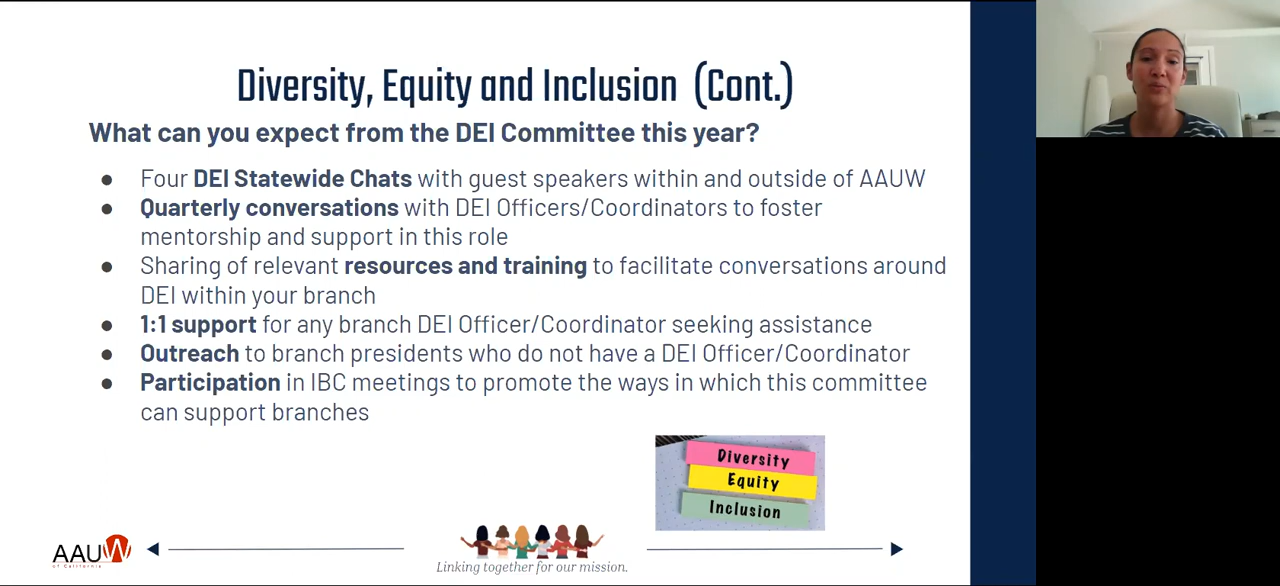 Diversity, Equity and Inclusion (Cont.)
What can you expect from the DEI Committee this year?
● Four DEI Statewide Chats with guest speakers within and outside of AAUW
● Quarterly conversations with DEI Officers/Coordinators to foster
mentorship and support in this role
● Sharing of relevant resources and training to facilitate conversations around
DEI within your branch
● 1:1 support for any branch DEI Officer/Coordinator seeking assistance
● Outreach to branch presidents who do not have a DEI Officer/Coordinator
● Participation in IBC meetings to promote the ways in which this committee
can support branches
Diversity
Equity
Inclusion
AAUW
of California
Linking together for our mission.